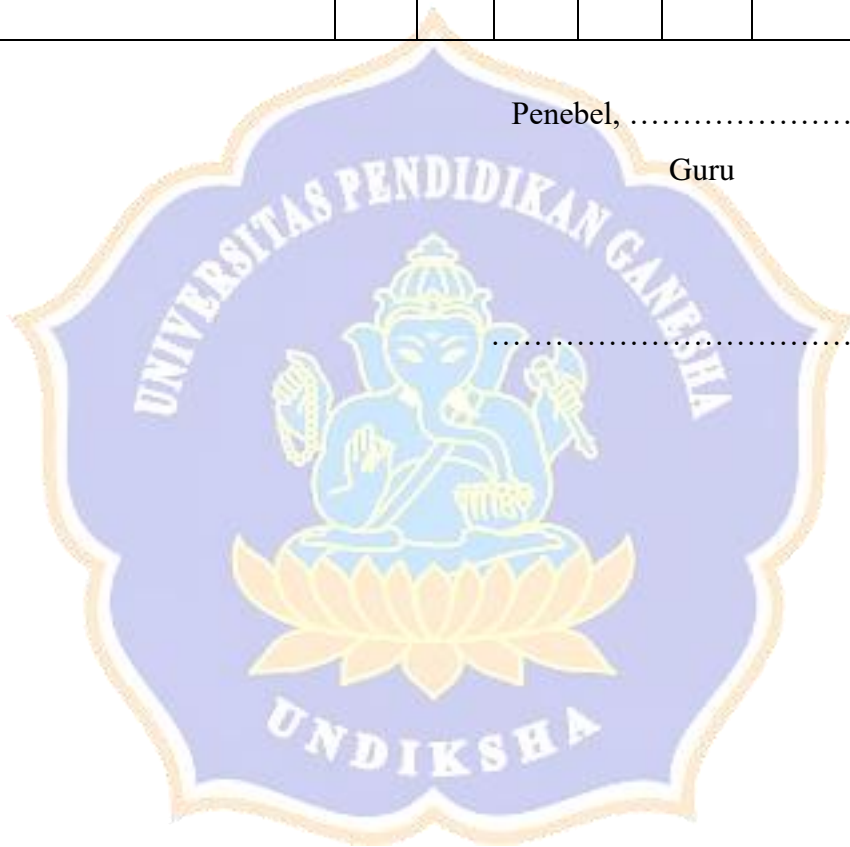 Penebel, …………………
Guru
UNIVERSITAS PENDIDIKAN GANESHA
……………………………
UNDIKSHA